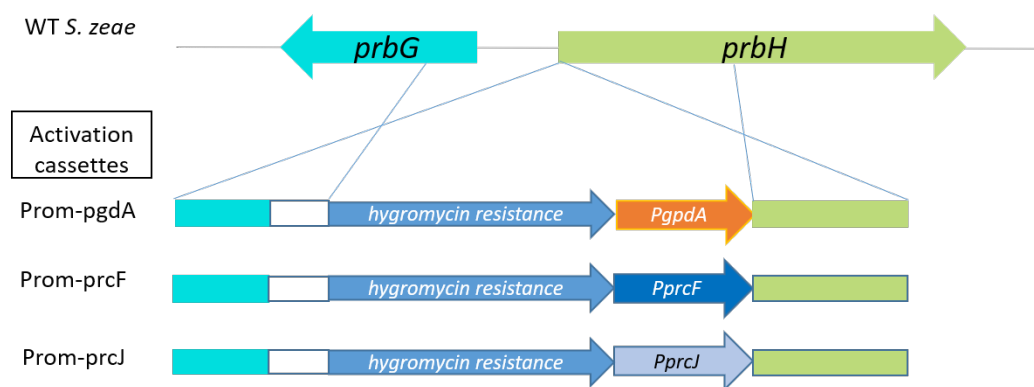 WT S. zeae
prbG
prbH
Activation
cassettes
Prom-pgdA
hygromycin resistance
PgpdA
Prom-prcF
hygromycin resistance
PprcF
Prom-prcJ
hygromycin resistance
PprcJ